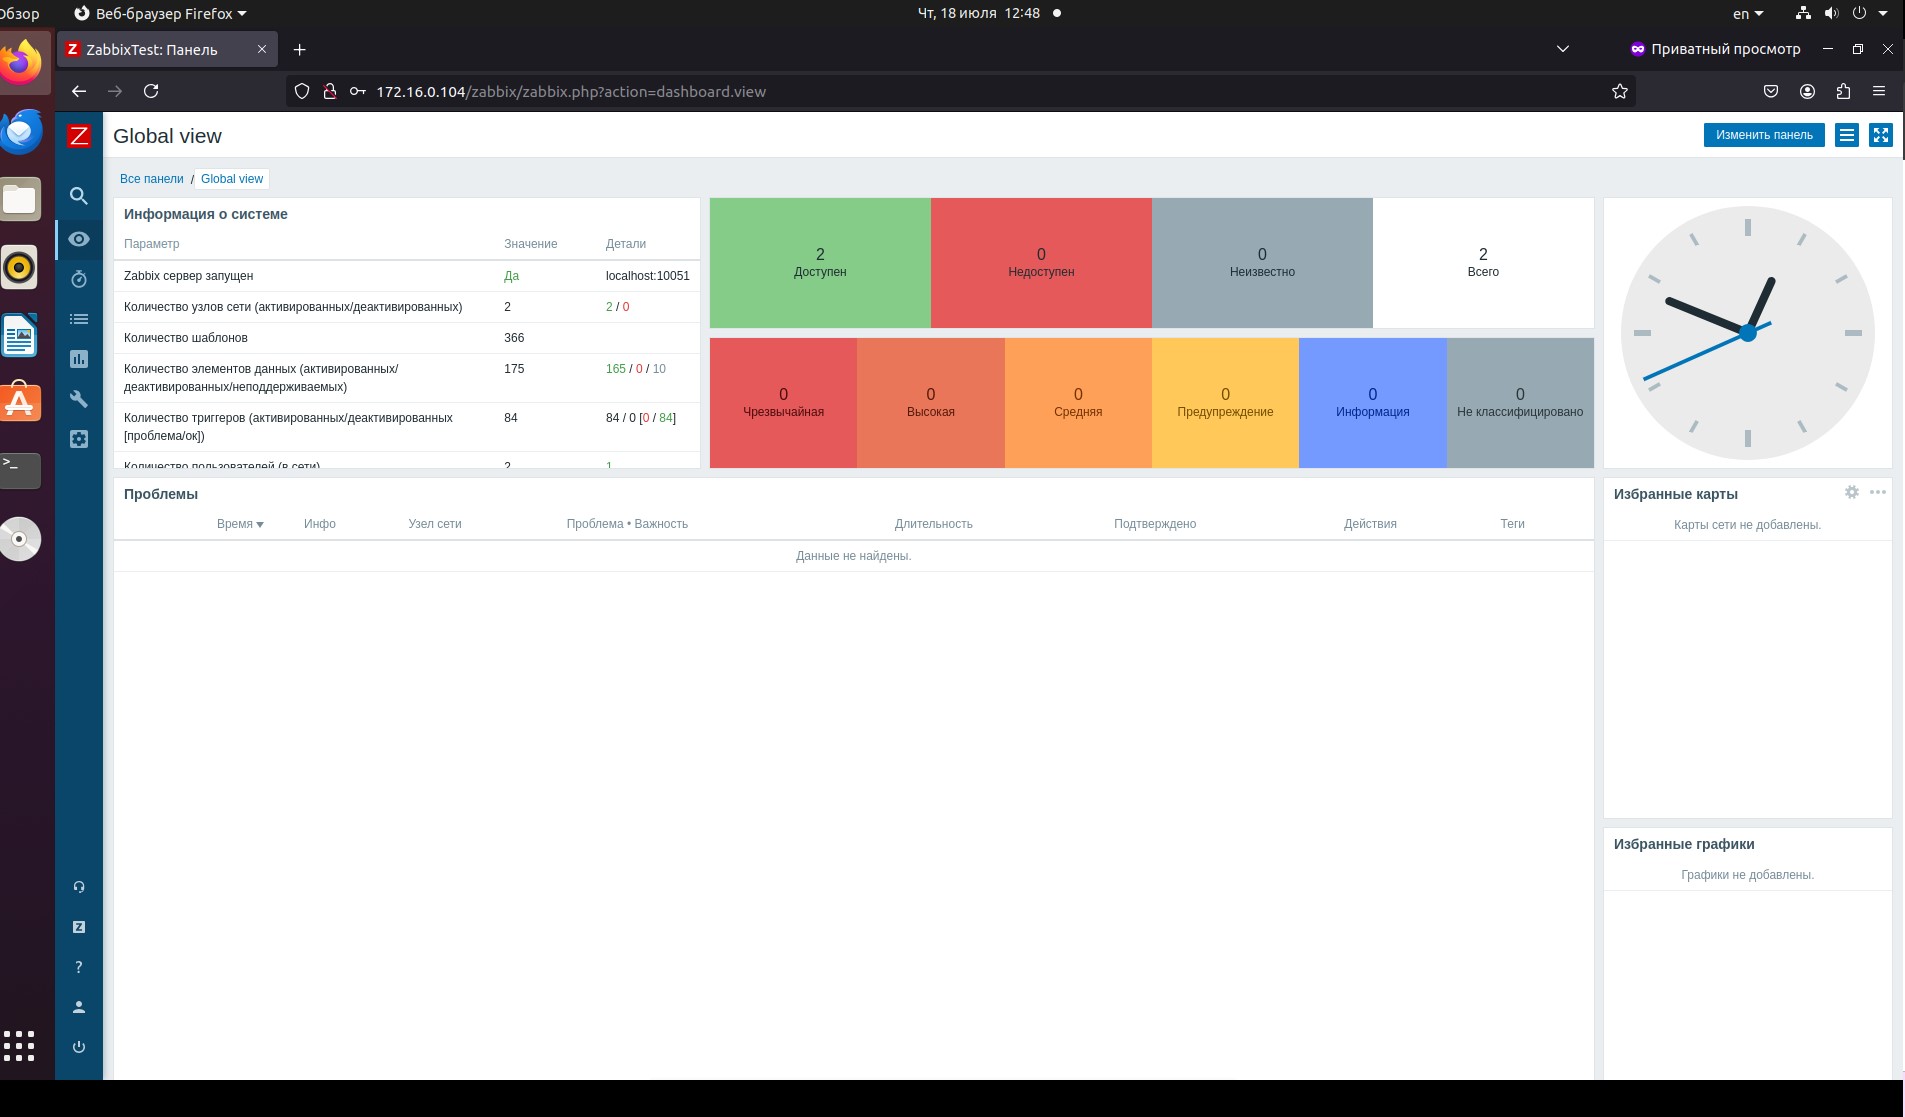 Обзор
Веб-браузер Firefox
Чт, 18 июля 12:48
en
Z ZabbixTest: Панель
Приватный просмотр
172.16.0.104/zabbix/zabbix.php?action=dashboard.view
Z
Global view
Изменить панель
Все панели / Global view
Информация о системе
Параметр Значение Детали
Zabbix сервер запущен Да localhost:10051
Количество узлов сети (активированных/деактивированных) 2 2 / 0
Количество шаблонов 366
Количество элементов данных (активированных/ 175 165 / 0 / 10
деактивированных/неподдерживаемых)
Количество триггеров (активированных/деактивированных 84 84 / 0 [0 / 84]
[проблема/ок])
Количество пользователей (в сети) 2 1
2 0 0 2
Доступен Недоступен Неизвестно Всего
0 0 0 0 0 0
Чрезвычайная Высокая Средняя Предупреждение Информация Не классифицировано
Проблемы
Время Инфо Узел сети Проблема • Важность Длительность Подтверждено Действия Теги
Данные не найдены.
Избранные карты
Карты сети не добавлены.
Избранные графики
Графики не добавлены.
Z
?